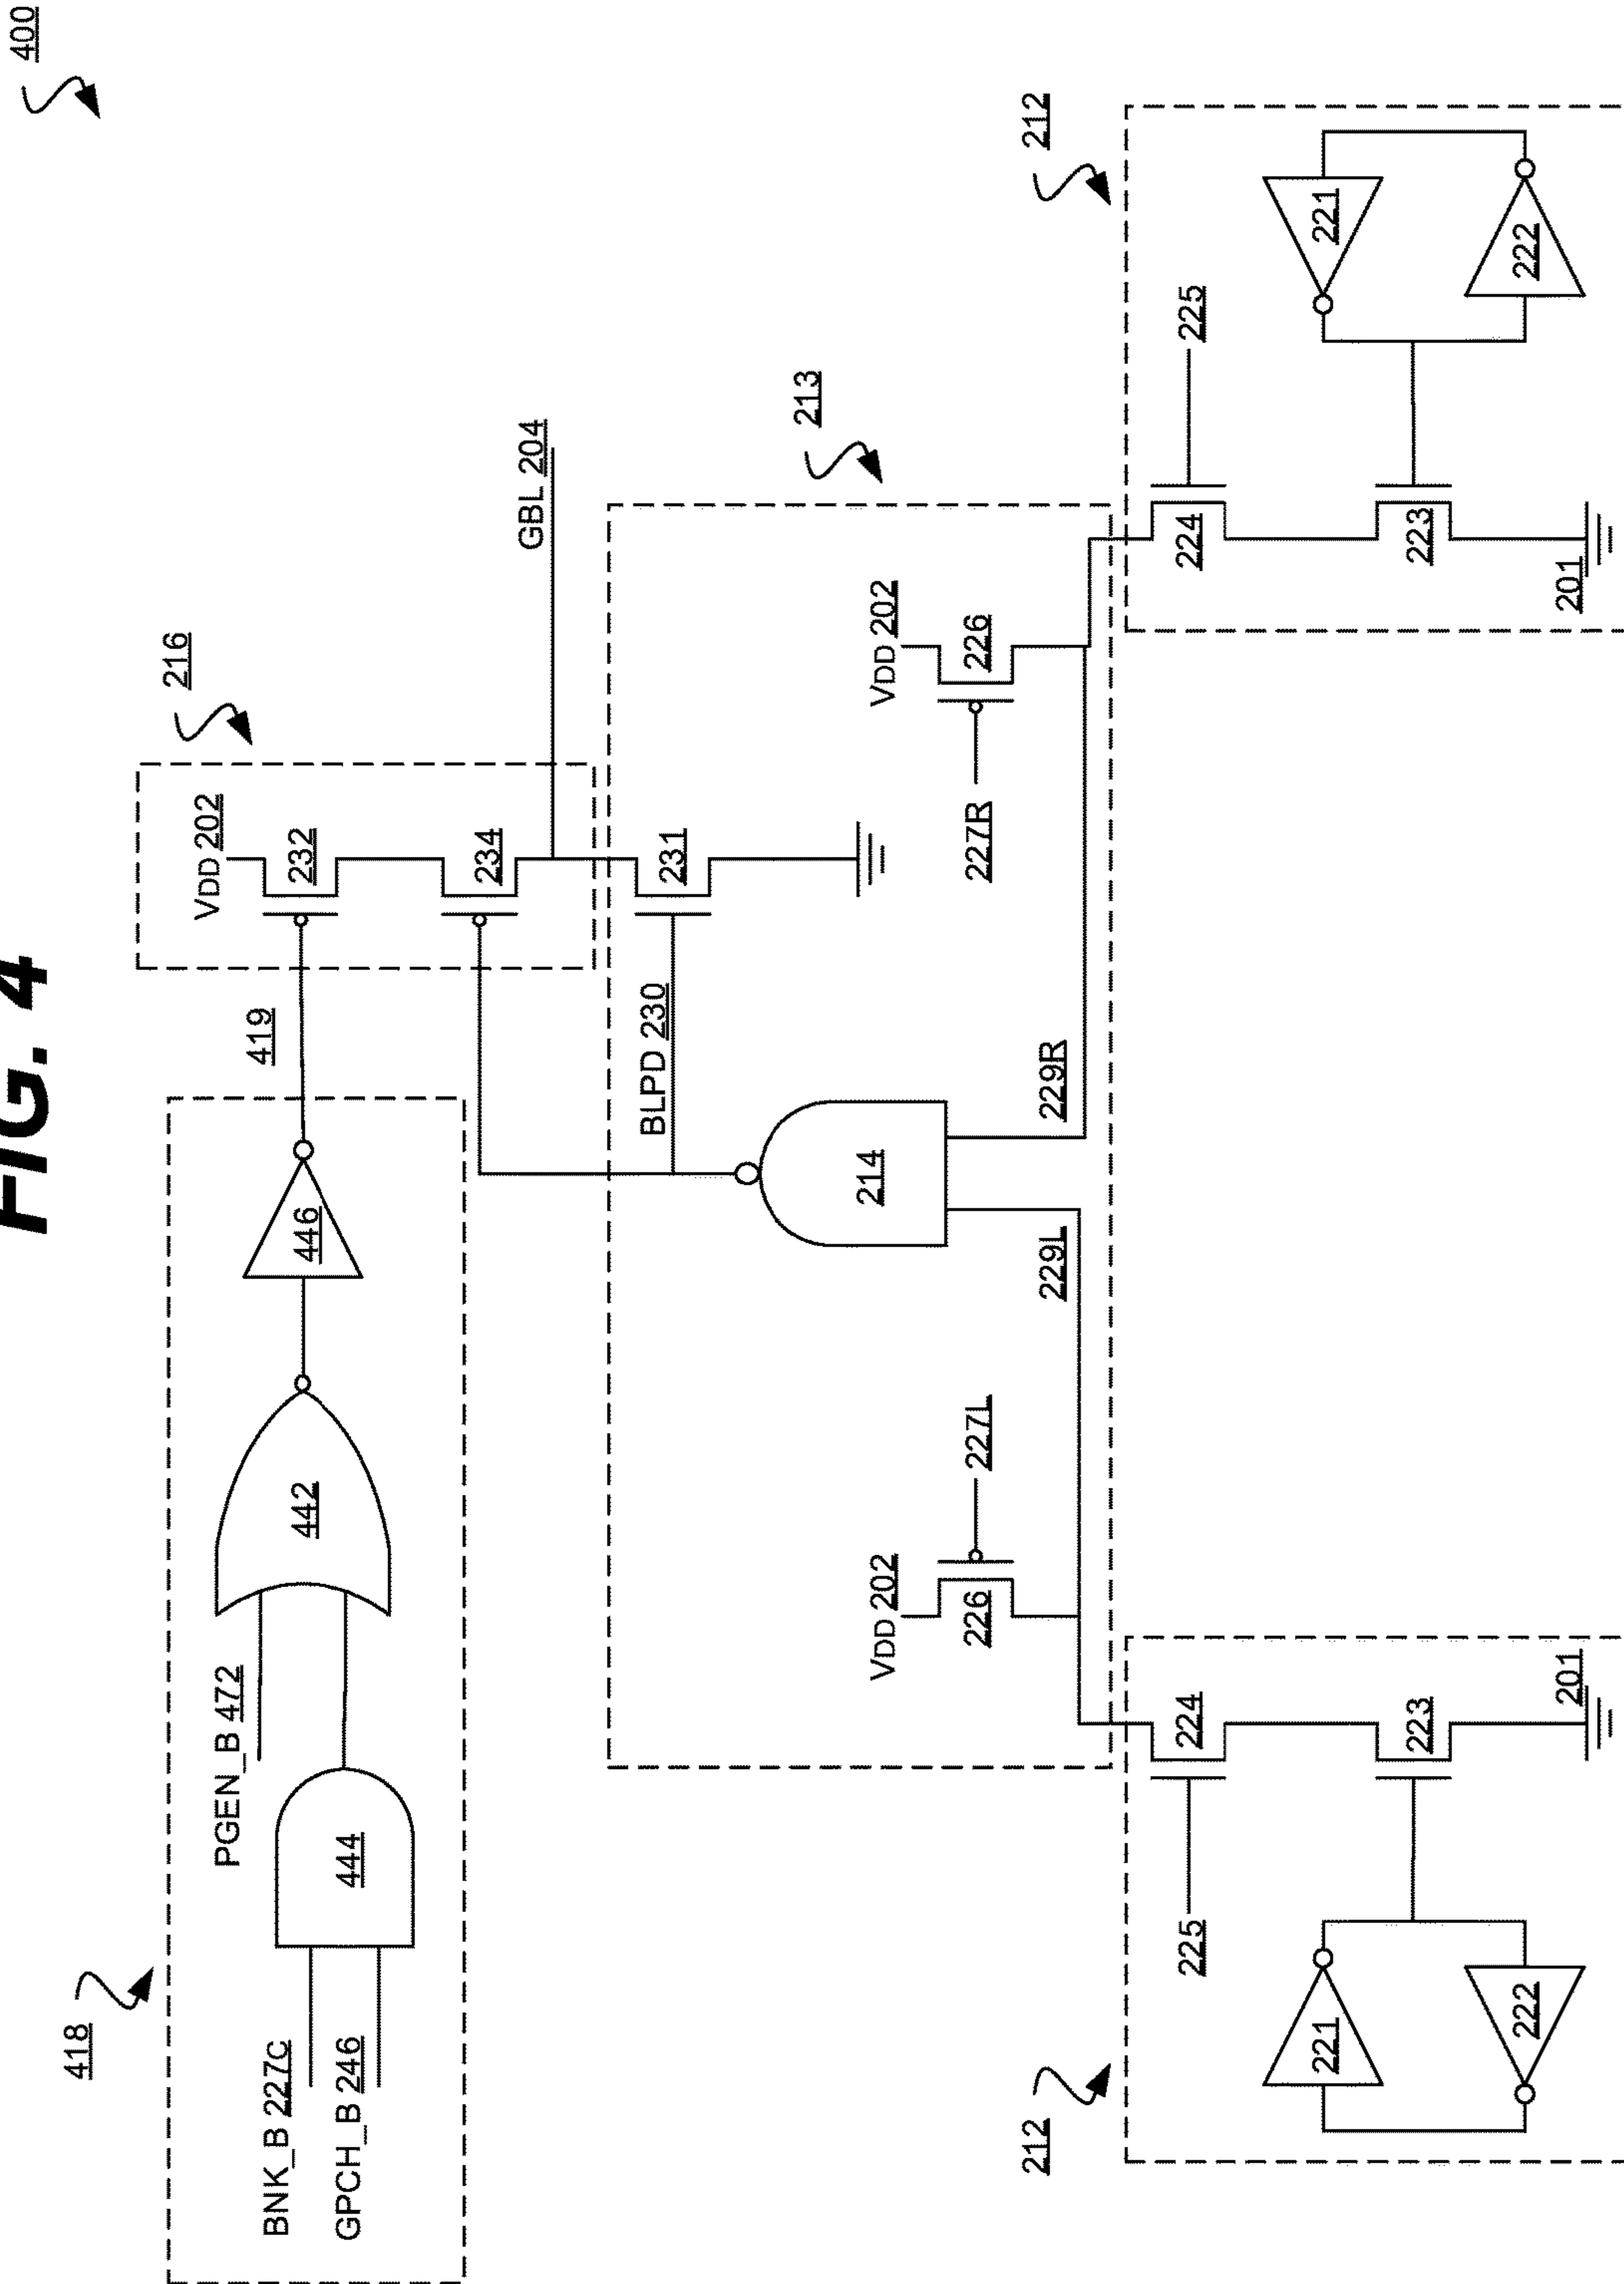 FIG. 4
400
418
BNK_B 227C
GPCH_B 246
PGEN_B 472
444
442
446
419
216
VDD 202
232
234
GBL 204
213
BLPD 230
231
214
229L
229R
VDD 202
226
227L
VDD 202
226
227R
212
221
222
225
224
223
201
212
221
222
225
224
223
201